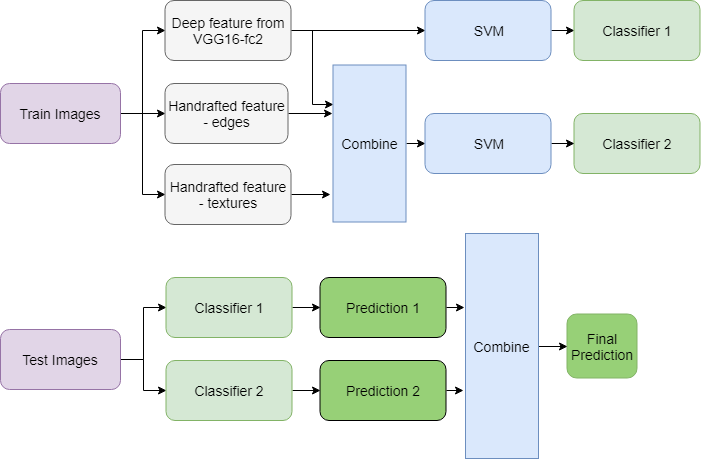 Deep feature from
VGG16-fc2
SVM
Classifier 1
Train Images
Handrafted feature
- edges
Combine
SVM
Classifier 2
Handrafted feature
- textures
Classifier 1
Prediction 1
Test Images
Combine
Final
Prediction
Classifier 2
Prediction 2